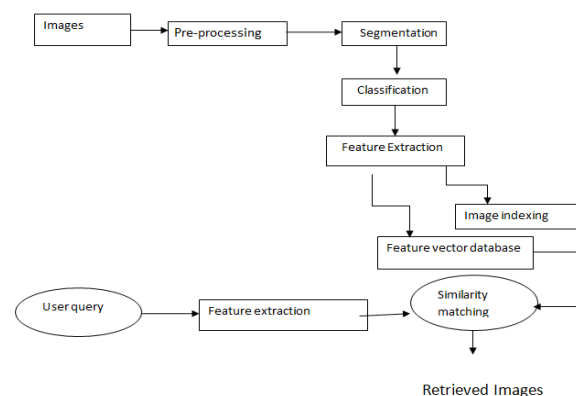 Images
Pre-processing
Segmentation
Classification
Feature Extraction
Image indexing
Feature vector database
User query
Feature extraction
Similarity
matching
Retrieved Images